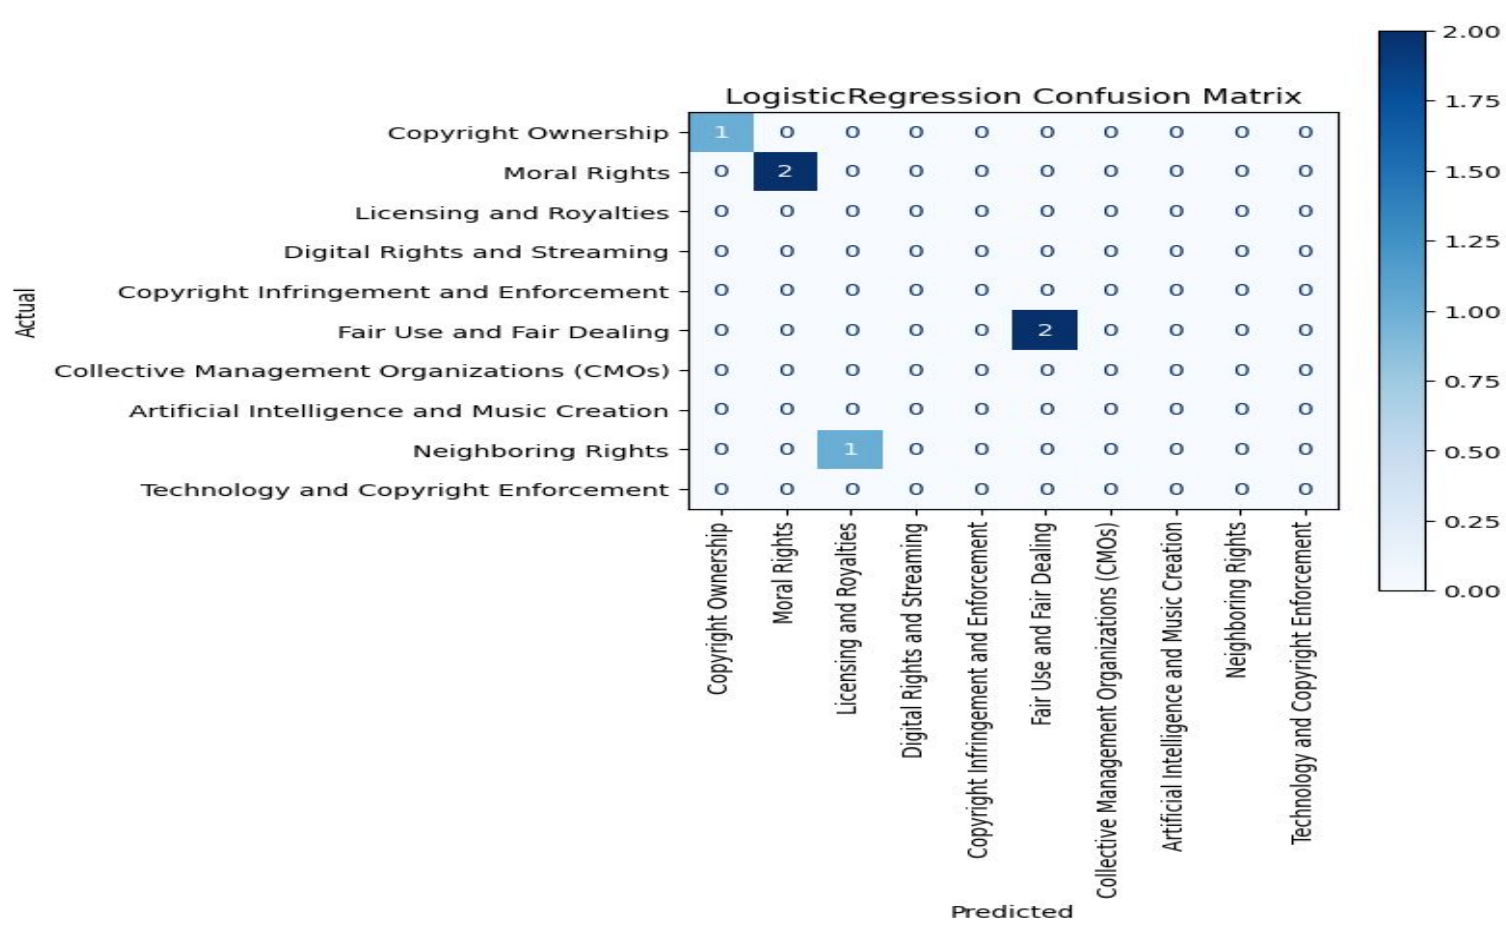 LogisticRegression Confusion Matrix
Actual
Copyright Ownership 1 0 0 0 0 0 0 0 0 0
Moral Rights 0 2 0 0 0 0 0 0 0 0
Licensing and Royalties 0 0 0 0 0 0 0 0 0 0
Digital Rights and Streaming 0 0 0 0 0 0 0 0 0 0
Copyright Infringement and Enforcement 0 0 0 0 0 0 0 0 0 0
Fair Use and Fair Dealing 0 0 0 0 0 2 0 0 0 0
Collective Management Organizations (CMOs) 0 0 0 0 0 0 0 0 0 0
Artificial Intelligence and Music Creation 0 0 0 0 0 0 0 0 0 0
Neighboring Rights 0 0 1 0 0 0 0 0 0 0
Technology and Copyright Enforcement 0 0 0 0 0 0 0 0 0 0
Copyright Ownership
Moral Rights
Licensing and Royalties
Digital Rights and Streaming
Copyright Infringement and Enforcement
Fair Use and Fair Dealing
Collective Management Organizations (CMOs)
Artificial Intelligence and Music Creation
Neighboring Rights
Technology and Copyright Enforcement
Predicted
2.00
1.75
1.50
1.25
1.00
0.75
0.50
0.25
0.00